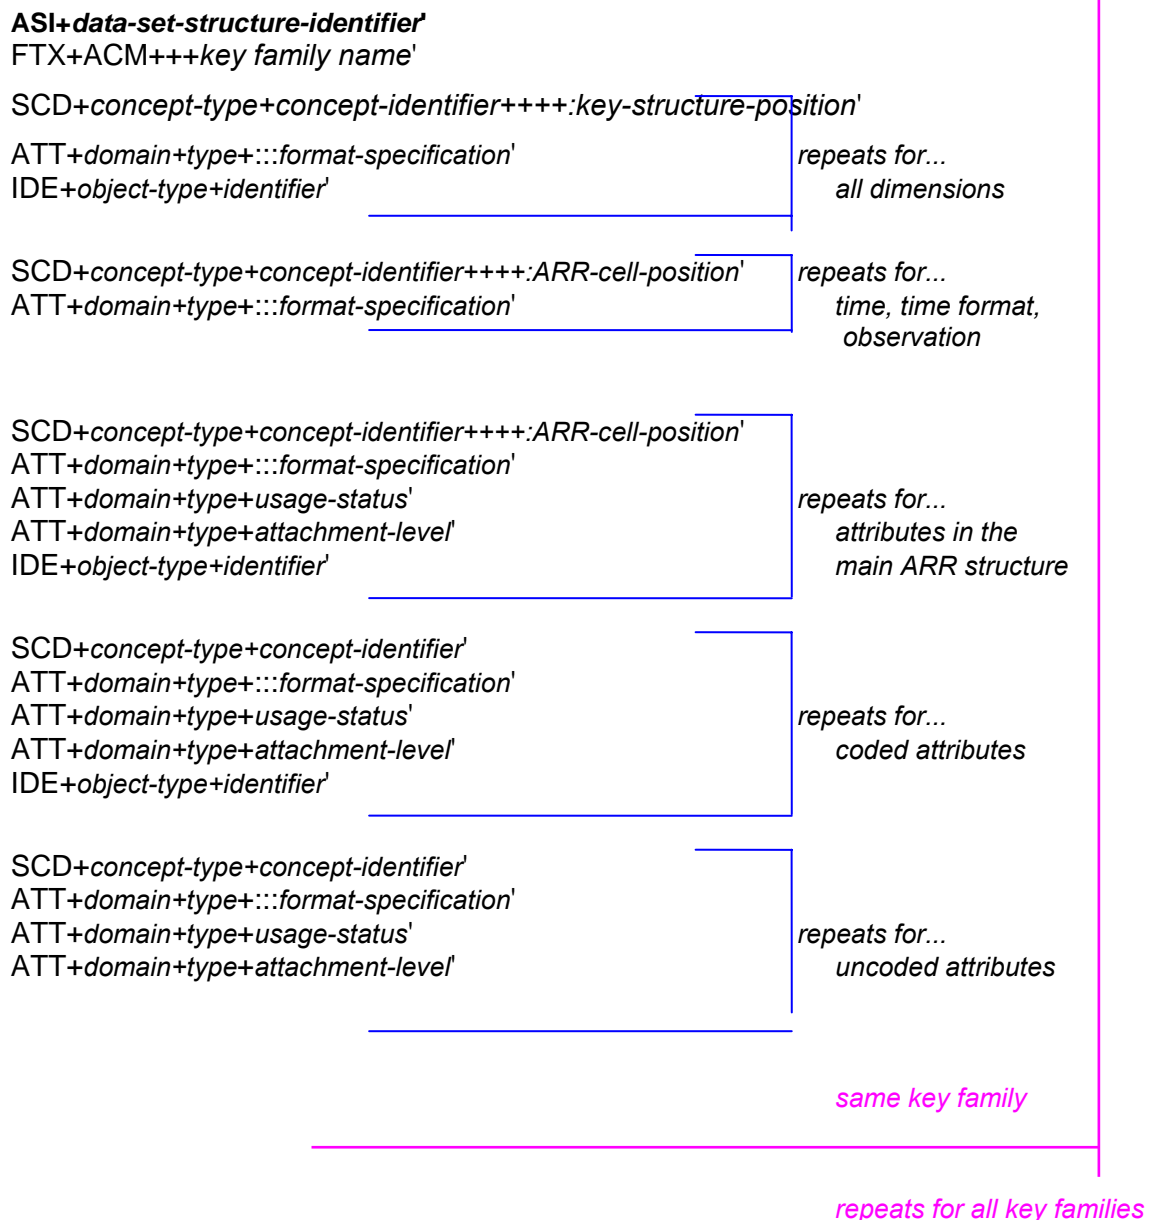 ASI+data-set-structure-identifier'
FTX+ACM+++key family name'
SCD+concept-type+concept-identifier++++:key-structure-position'
ATT+domain+type+:::format-specification' repeats for...
IDE+object-type+identifier' all dimensions
SCD+concept-type+concept-identifier++++:ARR-cell-position' repeats for...
ATT+domain+type+:::format-specification' time, time format,
observation
SCD+concept-type+concept-identifier++++:ARR-cell-position'
ATT+domain+type+:::format-specification'
ATT+domain+type+usage-status' repeats for...
ATT+domain+type+attachment-level' attributes in the
IDE+object-type+identifier' main ARR structure
SCD+concept-type+concept-identifier'
ATT+domain+type+:::format-specification'
ATT+domain+type+usage-status' repeats for...
ATT+domain+type+attachment-level' coded attributes
IDE+object-type+identifier'
SCD+concept-type+concept-identifier'
ATT+domain+type+:::format-specification'
ATT+domain+type+usage-status' repeats for...
ATT+domain+type+attachment-level' uncoded attributes
same key family
repeats for all key families